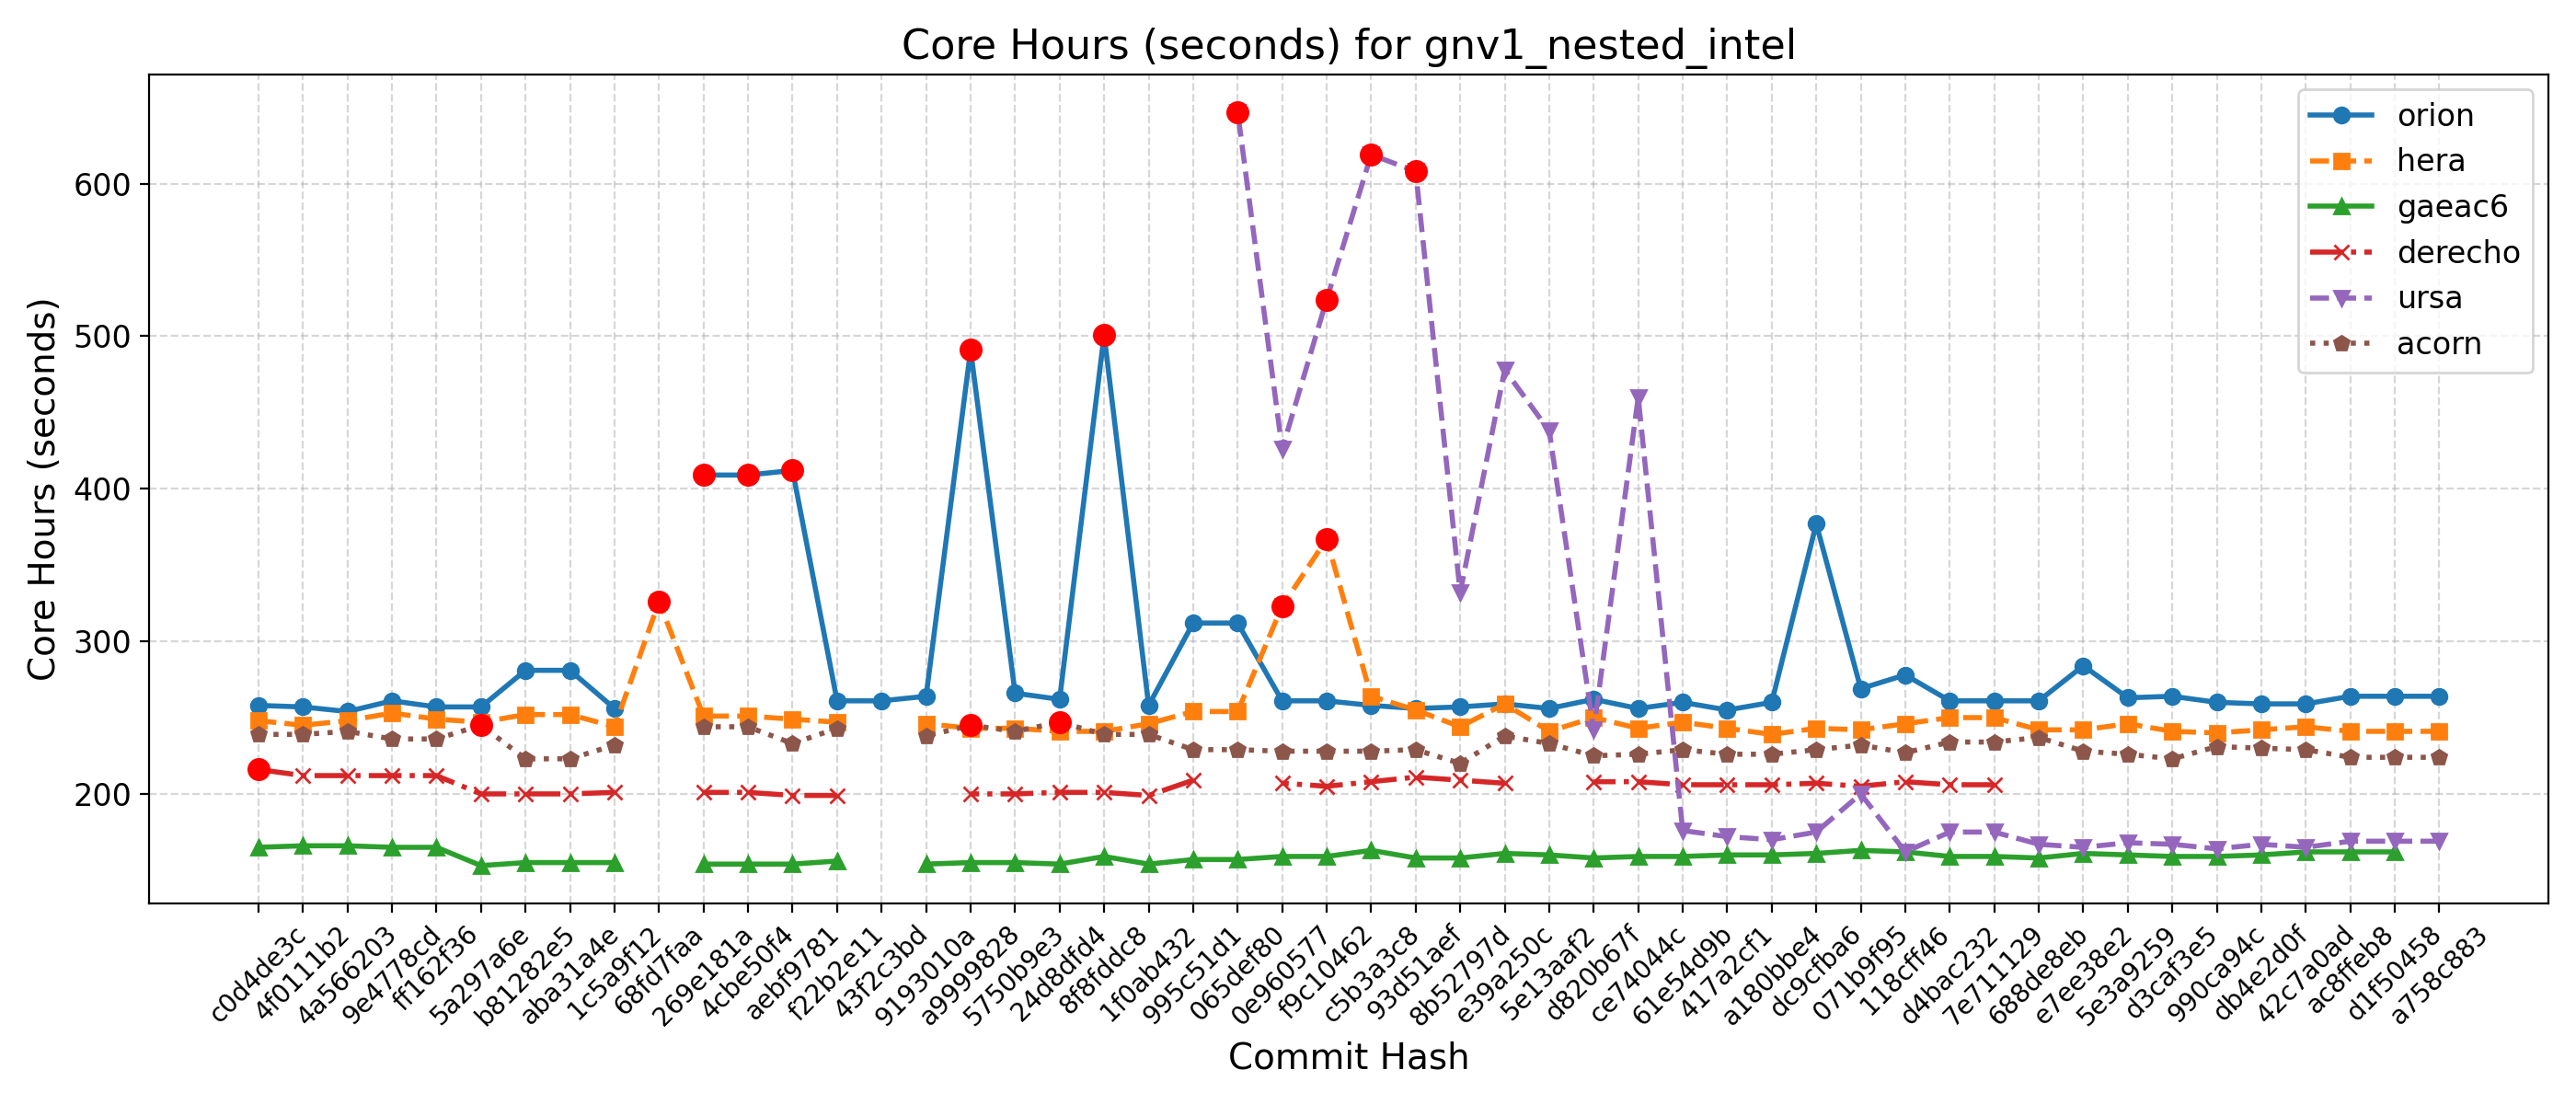 Core Hours (seconds) for gnv1_nested_intel
Core Hours (seconds)
600
500
400
300
200
orion
hera
gaeac6
derecho
ursa
acorn
c0d4de3c
4f0111b2
4a566203
9e4778cd
ff162f36
5a297a6e
b81282e5
aba31a4e
1c5a9f12
68fd7faa
269e181a
4cbe50f4
aebf9781
f22b2e11
43f2c3bd
9193010a
a9999828
5750b9e3
24d8dfd4
8f8fddc8
1f0ab432
995c51d1
065def80
0e960577
f9c10462
c5b3a3c8
93d51aef
8b52797d
e39a250c
5e13aaf2
d820b67f
ce74044c
61e54d9b
417a2cf1
a180bbe4
dc9cfba6
071b9f95
118cff46
d4bac232
7e711129
688de8eb
e7ee38e2
5e3a9259
d3caf3e5
990ca94c
db4e2d0f
42c7a0ad
ac8ffeb8
d1f50458
a758c883
Commit Hash